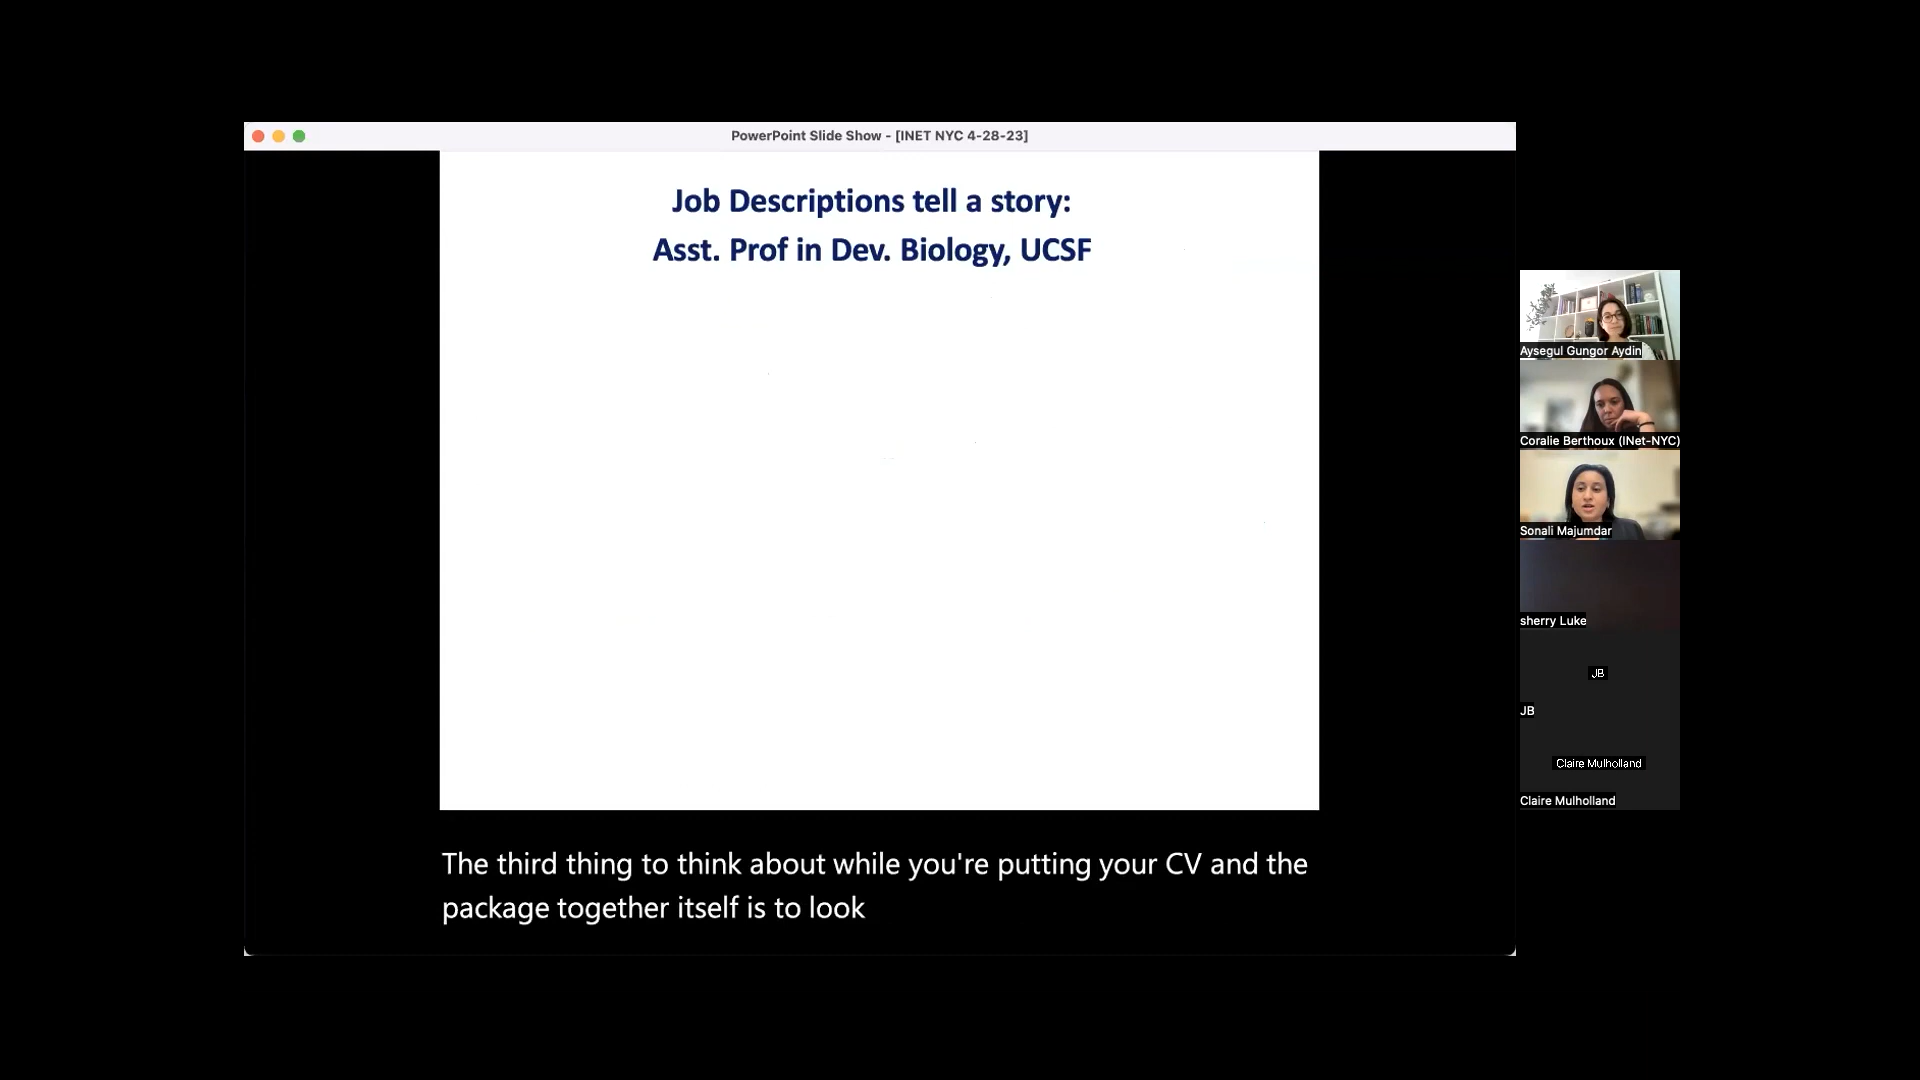 PowerPoint Slide Show - [INET NYC 4-28-23]
Job Descriptions tell a story:
Asst. Prof in Dev. Biology, UCSF
The third thing to think about while you're putting your CV and the
package together itself is to look
Aysegul Gungor Aydin
Coralie Berthoux (INet-NYC)
Sonali Majumdar
sherry Luke
JB
JB
Claire Mulholland
Claire Mulholland